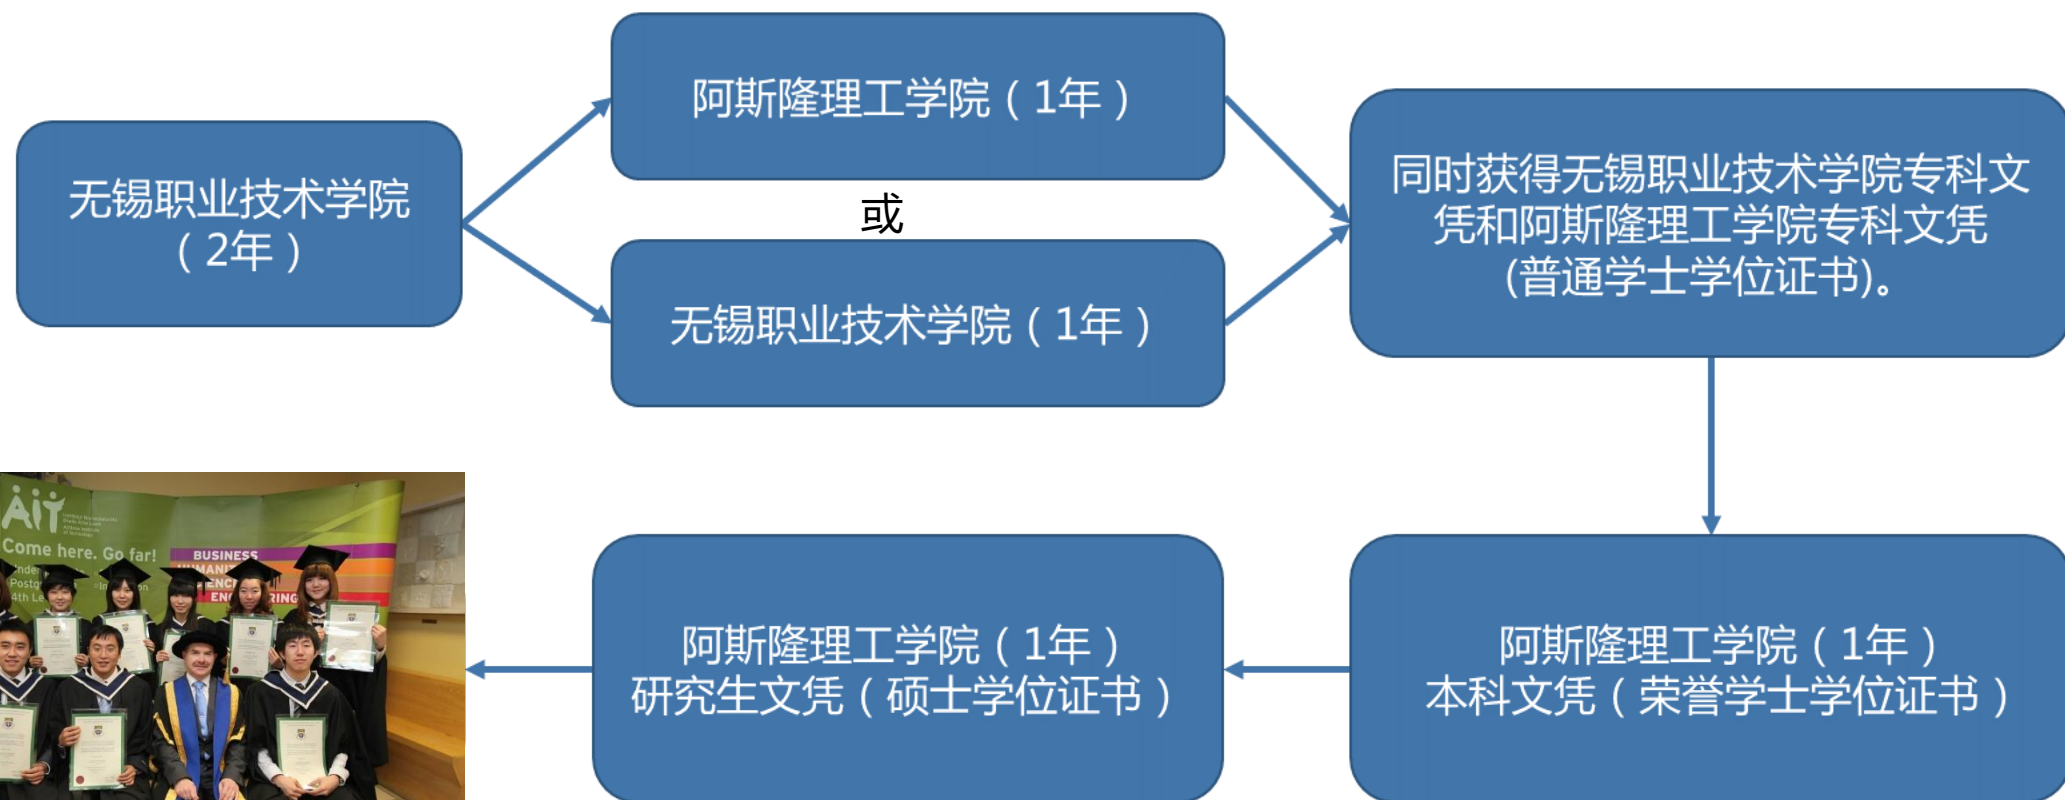 阿斯隆理工学院（1年）
无锡职业技术学院
（2年）
或
无锡职业技术学院（1年）
同时获得无锡职业技术学院专科文
凭和阿斯隆理工学院专科文凭
(普通学士学位证书)。
阿斯隆理工学院（1年）
本科文凭（荣誉学士学位证书）
阿斯隆理工学院（1年）
研究生文凭（硕士学位证书）
AIT
Come here. Go far!
BUSINESS